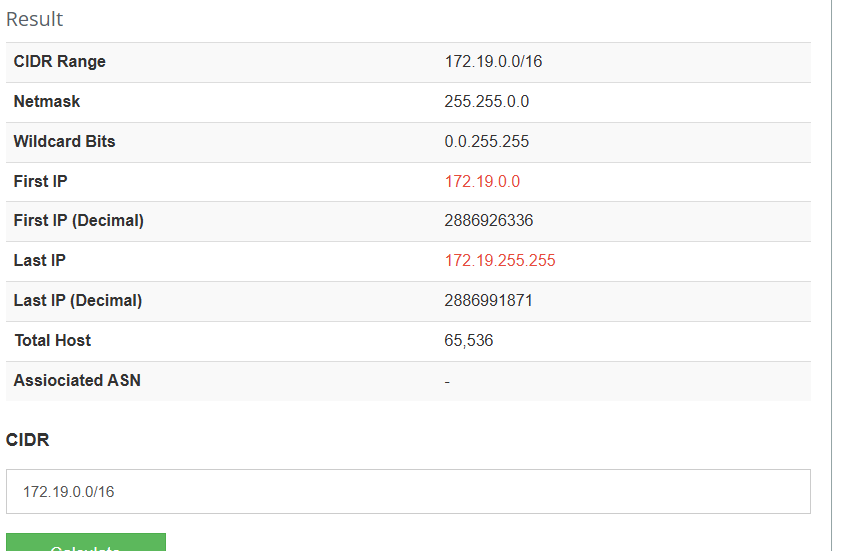 Result
CIDR Range 172.19.0.0/16
Netmask 255.255.0.0
Wildcard Bits 0.0.255.255
First IP 172.19.0.0
First IP (Decimal) 2886926336
Last IP 172.19.255.255
Last IP (Decimal) 2886991871
Total Host 65,536
Assiociated ASN -
CIDR
172.19.0.0/16
Calculate